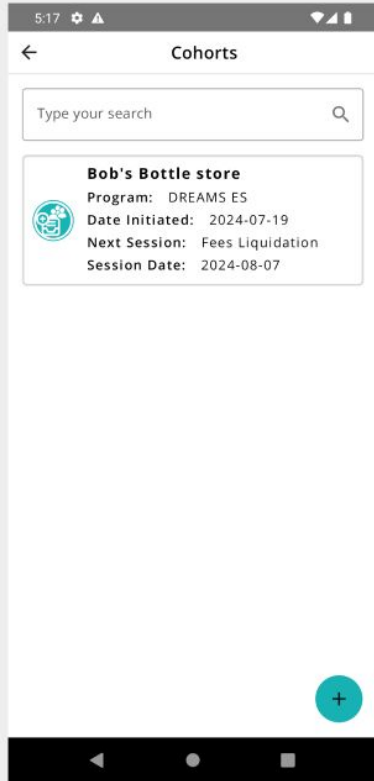 5:17
Cohorts
Type your search
Bob's Bottle store
Program: DREAMS ES
Date Initiated: 2024-07-19
Next Session: Fees Liquidation
Session Date: 2024-08-07
+